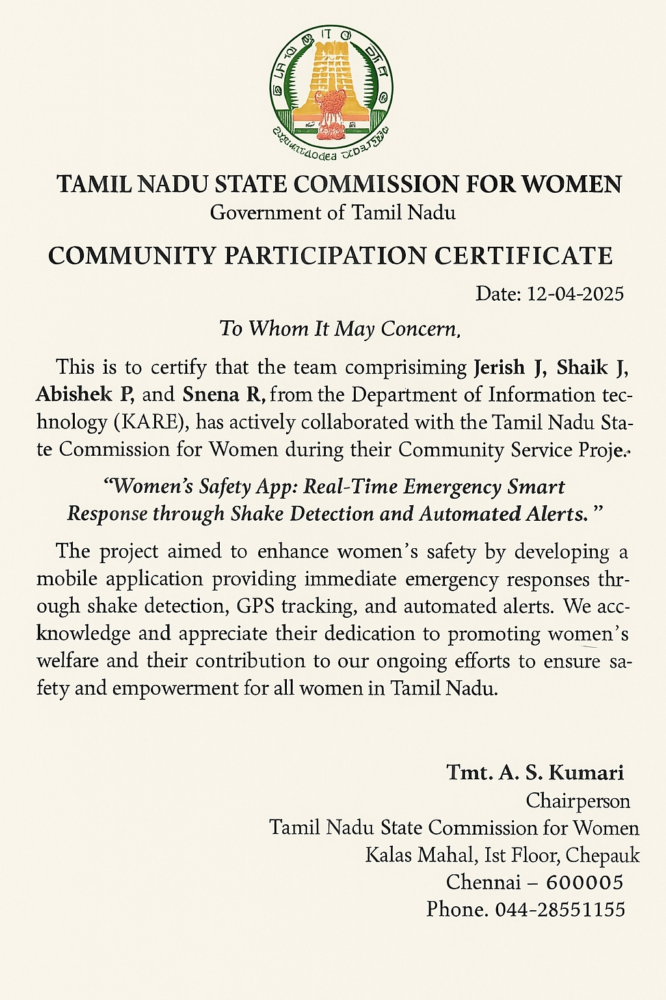 TAMIL NADU STATE COMMISSION FOR WOMEN
Government of Tamil Nadu
COMMUNITY PARTICIPATION CERTIFICATE
Date: 12-04-2025
To Whom It May Concern,
This is to certify that the team comprisiming Jerish J, Shaik J,
Abishek P, and Snena R, from the Department of Information tec-
hnology (KARE), has actively collaborated with the Tamil Nadu Sta-
te Commission for Women during their Community Service Proje.
“Women’s Safety App: Real-Time Emergency Smart
Response through Shake Detection and Automated Alerts. ”
The project aimed to enhance women’s safety by developing a
mobile application providing immediate emergency responses thr-
ough shake detection, GPS tracking, and automated alerts. We acc-
knowledge and appreciate their dedication to promoting women’s
welfare and their contribution to our ongoing efforts to ensure sa-
fety and empowerment for all women in Tamil Nadu.
Tmt. A. S. Kumari
Chairperson
Tamil Nadu State Commission for Women
Kalas Mahal, Ist Floor, Chepauk
Chennai – 600005
Phone. 044-28551155